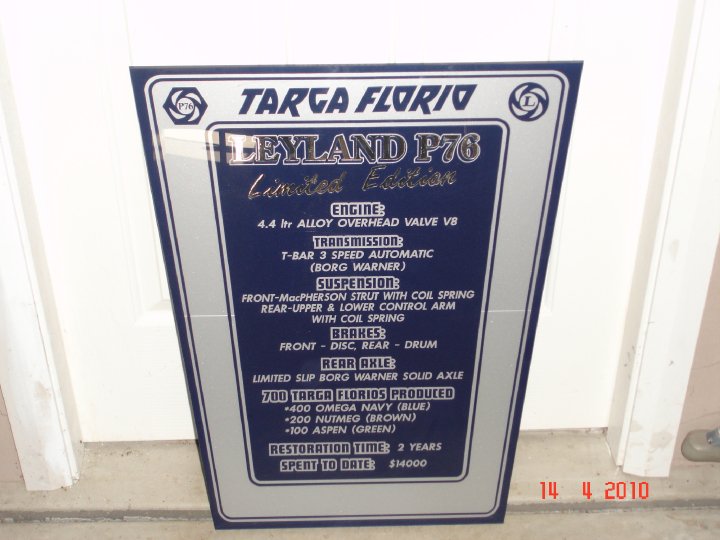 P76 TARGA FLORIO L
LEYLAND P76
Limited Edition
ENGINE:
4.4 ltr ALLOY OVERHEAD VALVE V8
TRANSMISSION:
T-BAR 3 SPEED AUTOMATIC
(BORG WARNER)
SUSPENSION:
FRONT-MacPHERSON STRUT WITH COIL SPRING
REAR-UPPER & LOWER CONTROL ARM
WITH COIL SPRING
BRAKES:
FRONT - DISC, REAR - DRUM
REAR AXLE:
LIMITED SLIP BORG WARNER SOLID AXLE
700 TARGA FLORIOS PRODUCED
•400 OMEGA NAVY (BLUE)
•200 NUTMEG (BROWN)
•100 ASPEN (GREEN)
RESTORATION TIME: 2 YEARS
SPENT TO DATE: $14000
14 4 2010